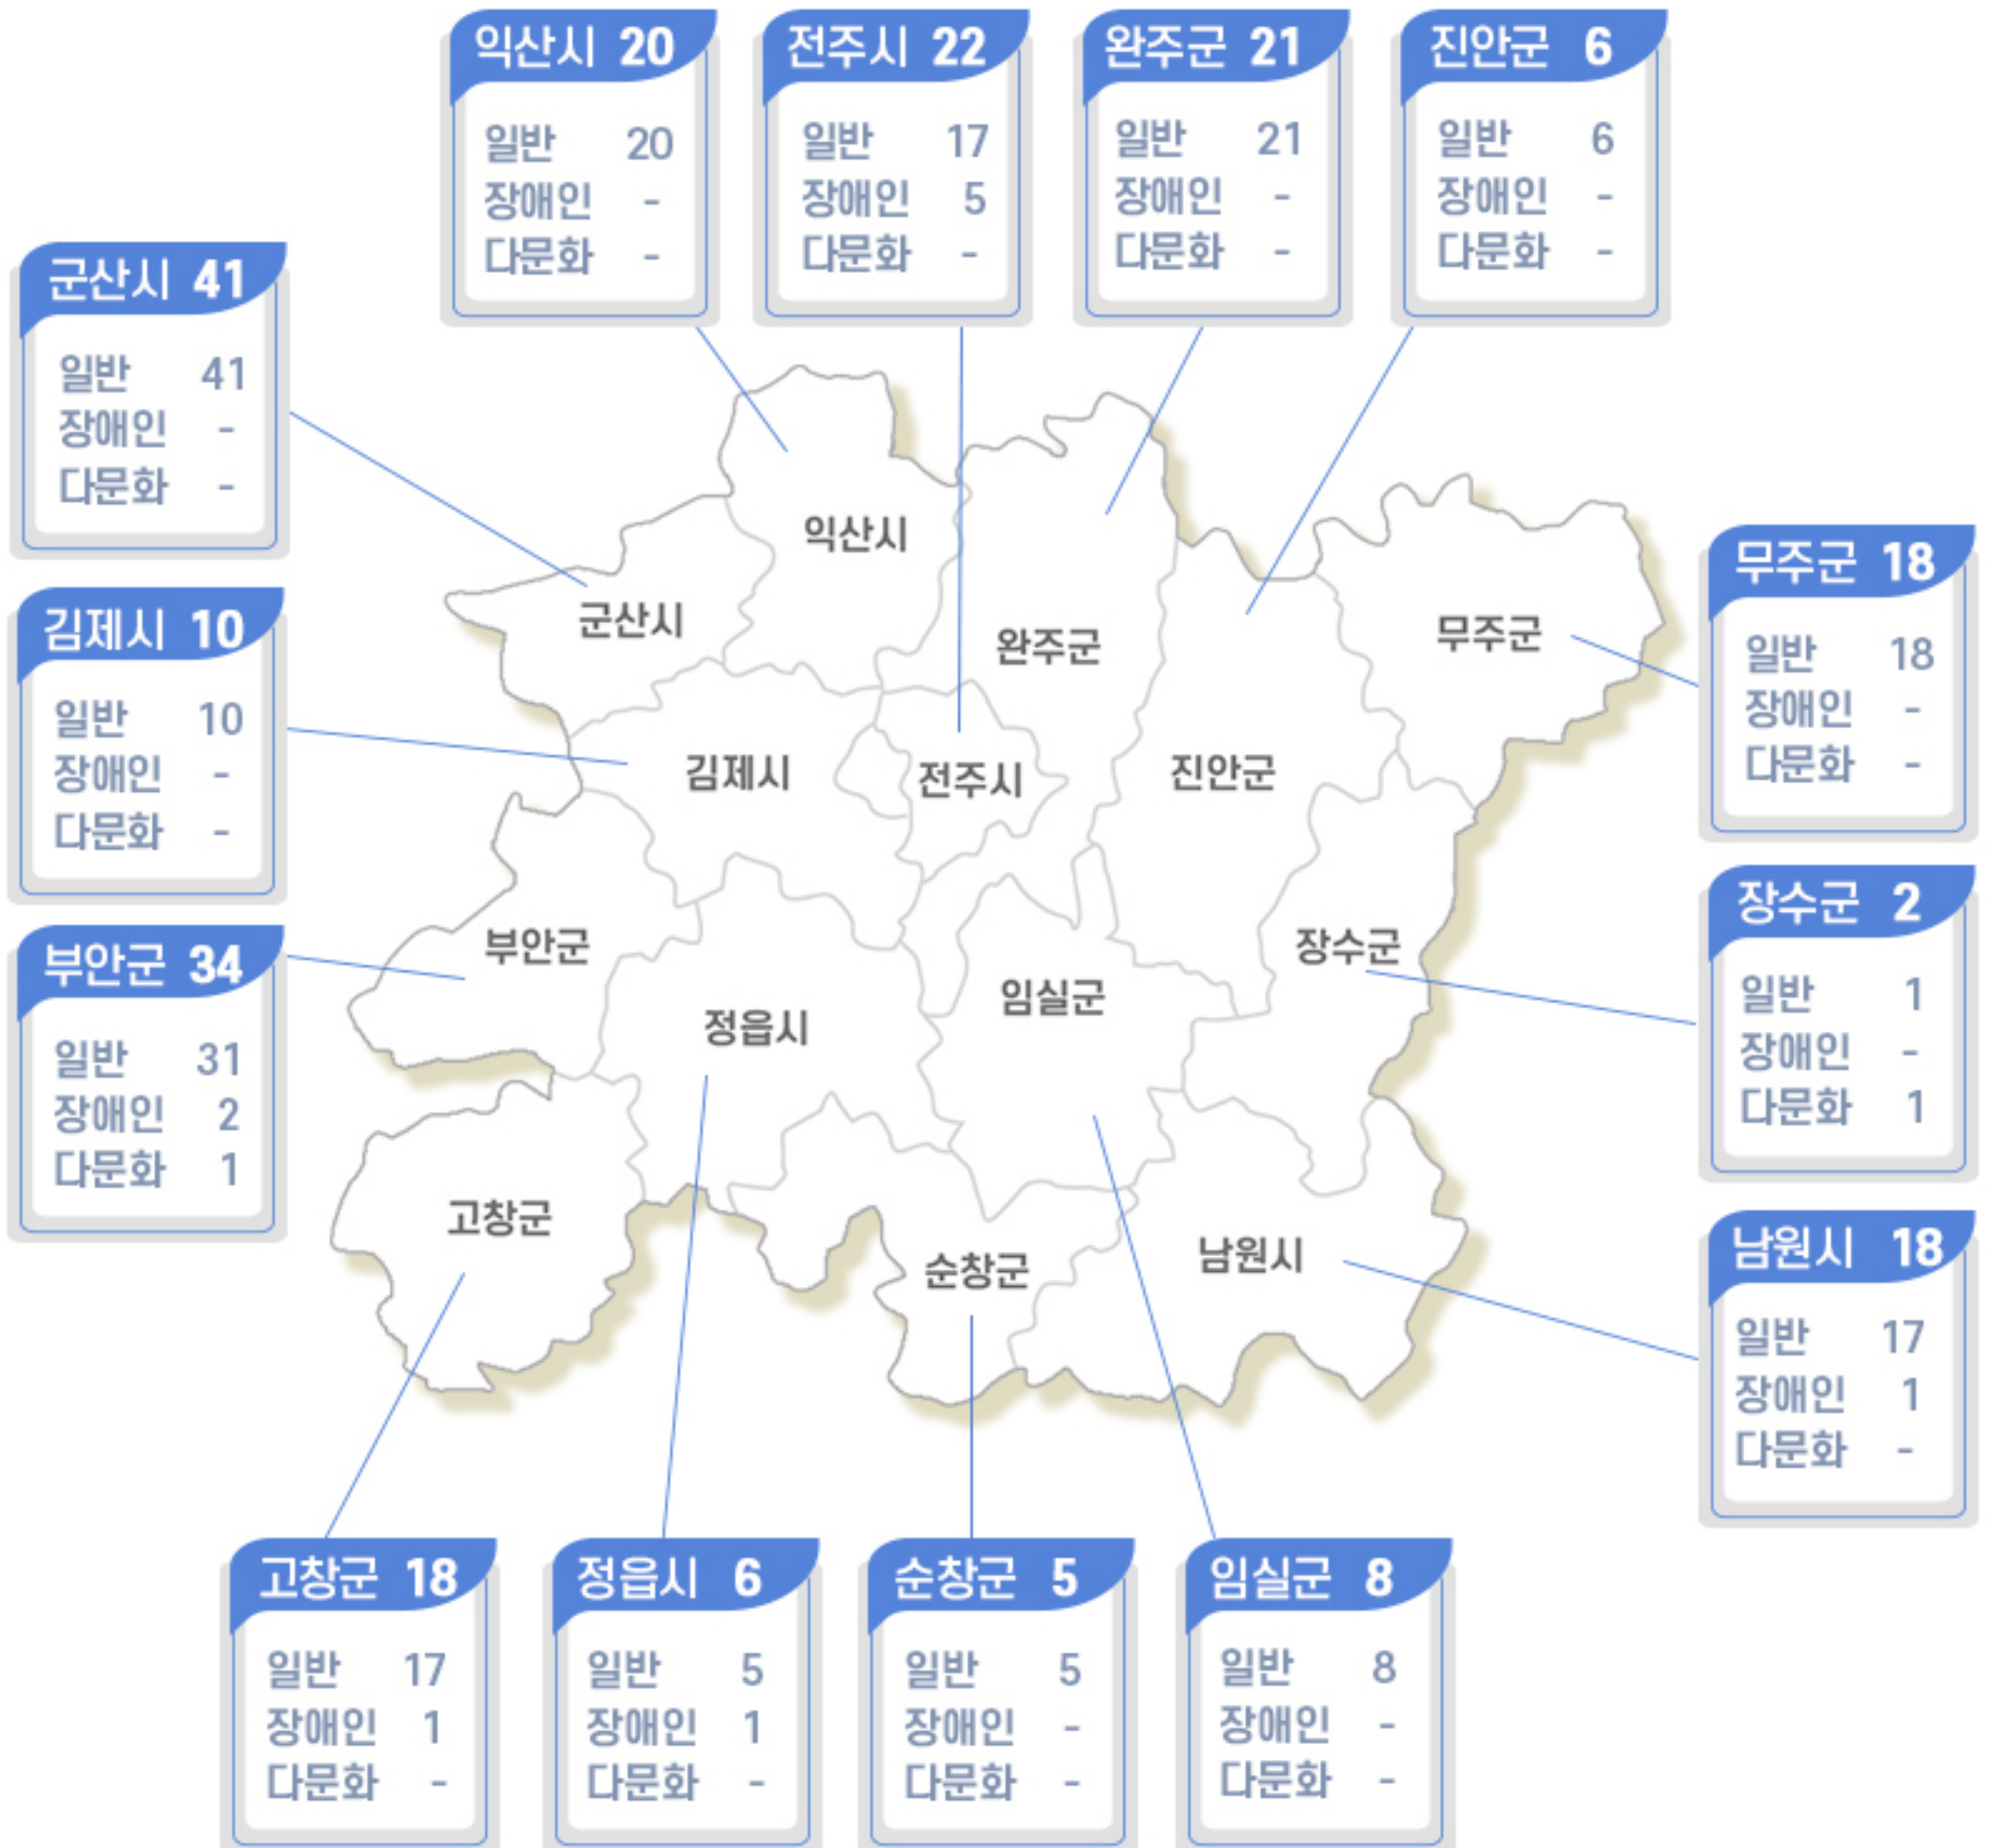 익산시 20
일반 20
장애인 -
다문화 -
전주시 22
일반 17
장애인 5
다문화 -
완주군 21
일반 21
장애인 -
다문화 -
진안군 6
일반 6
장애인 -
다문화 -
군산시 41
일반 41
장애인 -
다문화 -
김제시 10
일반 10
장애인 -
다문화 -
부안군 34
일반 31
장애인 2
다문화 1
무주군 18
일반 18
장애인 -
다문화 -
장수군 2
일반 1
장애인 -
다문화 1
남원시 18
일반 17
장애인 1
다문화 -
익산시
군산시
완주군
무주군
김제시
전주시
진안군
부안군
장수군
임실군
정읍시
고창군
순창군
남원시
고창군 18
일반 17
장애인 1
다문화 -
정읍시 6
일반 5
장애인 1
다문화 -
순창군 5
일반 5
장애인 -
다문화 -
임실군 8
일반 8
장애인 -
다문화 -